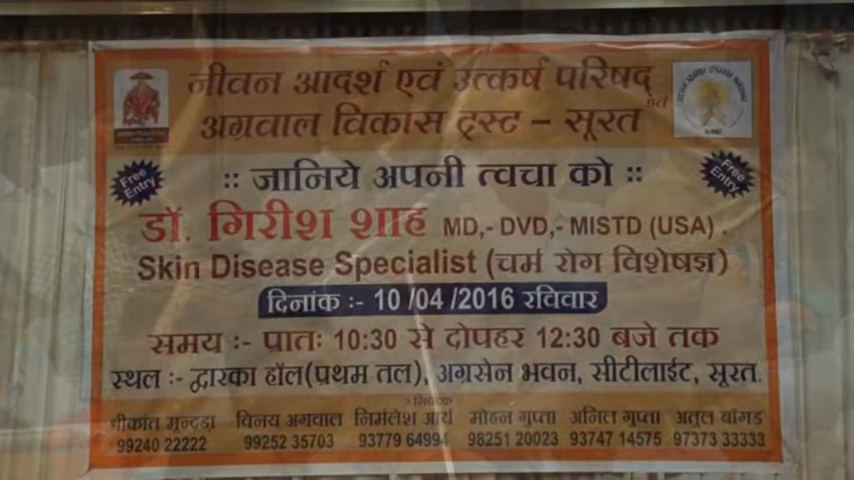 जीवन आदर्श एवं उत्कर्ष परिषद् एवं
अग्रवाल विकास ट्रस्ट – सूरत
Free Entry
:: जानिये अपनी त्वचा को ::
Free Entry
डॉ. गिरीश शाह MD,- DVD,- MISTD (USA) .
Skin Disease Specialist (चर्म रोग विशेषज्ञ)
दिनांक :- 10 /04 /2016 रविवार
समय :- प्रातः 10:30 से दोपहर 12:30 बजे तक
स्थल :- द्वारका हॉल(प्रथम तल), अग्रसेन भवन, सीटीलाईट, सूरत.
श्रीकांत मून्दड़ा विनय अग्रवाल निर्मलेश आर्य मोहन गुप्ता अनिल गुप्ता अतुल बाँगड
99240 22222 99252 35703 93779 64994 98251 20023 93747 14575 97373 33333